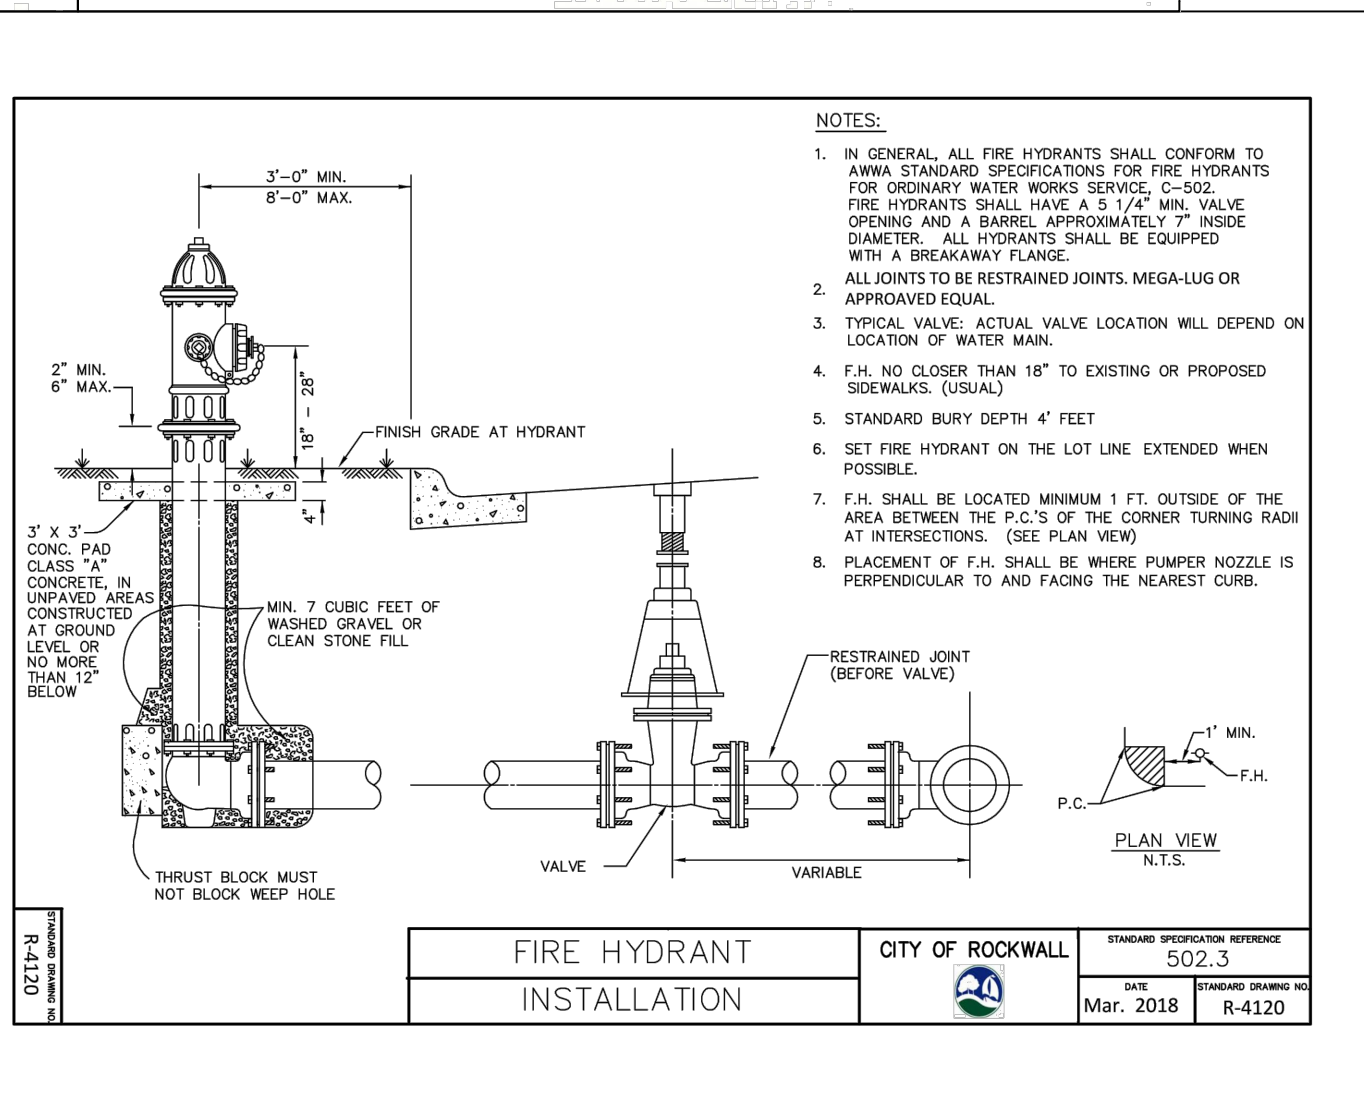 NOTES:
1. IN GENERAL, ALL FIRE HYDRANTS SHALL CONFORM TO
AWWA STANDARD SPECIFICATIONS FOR FIRE HYDRANTS
FOR ORDINARY WATER WORKS SERVICE, C-502.
FIRE HYDRANTS SHALL HAVE A 5 1/4" MIN. VALVE
OPENING AND A BARREL APPROXIMATELY 7" INSIDE
DIAMETER. ALL HYDRANTS SHALL BE EQUIPPED
WITH A BREAKAWAY FLANGE.
2. ALL JOINTS TO BE RESTRAINED JOINTS. MEGA-LUG OR
APPROAVED EQUAL.
3. TYPICAL VALVE: ACTUAL VALVE LOCATION WILL DEPEND ON
LOCATION OF WATER MAIN.
4. F.H. NO CLOSER THAN 18" TO EXISTING OR PROPOSED
SIDEWALKS. (USUAL)
5. STANDARD BURY DEPTH 4' FEET
6. SET FIRE HYDRANT ON THE LOT LINE EXTENDED WHEN
POSSIBLE.
7. F.H. SHALL BE LOCATED MINIMUM 1 FT. OUTSIDE OF THE
AREA BETWEEN THE P.C.'S OF THE CORNER TURNING RADII
AT INTERSECTIONS. (SEE PLAN VIEW)
8. PLACEMENT OF F.H. SHALL BE WHERE PUMPER NOZZLE IS
PERPENDICULAR TO AND FACING THE NEAREST CURB.
3'-0" MIN.
8'-0" MAX.
2" MIN.
6" MAX.
18" - 28"
FINISH GRADE AT HYDRANT
4"
3' X 3'
CONC. PAD
CLASS "A"
CONCRETE, IN
UNPAVED AREAS
CONSTRUCTED
AT GROUND
LEVEL OR
NO MORE
THAN 12"
BELOW
MIN. 7 CUBIC FEET OF
WASHED GRAVEL OR
CLEAN STONE FILL
RESTRAINED JOINT
(BEFORE VALVE)
1' MIN.
F.H.
P.C.
PLAN VIEW
N.T.S.
VALVE
VARIABLE
THRUST BLOCK MUST
NOT BLOCK WEEP HOLE
STANDARD DRAWING NO.
R-4120
FIRE HYDRANT
INSTALLATION
CITY OF ROCKWALL
STANDARD SPECIFICATION REFERENCE
502.3
DATE
Mar. 2018
STANDARD DRAWING NO.
R-4120